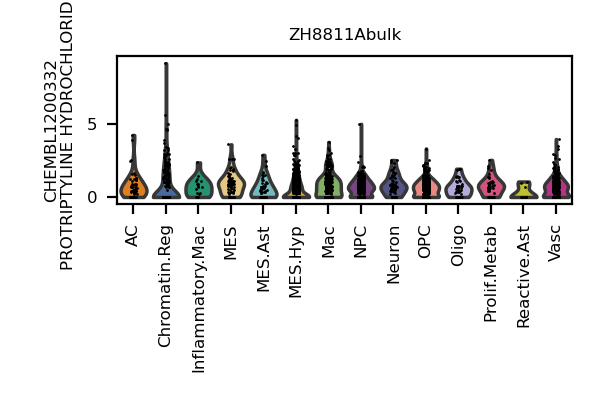 ZH8811Abulk
CHEMBL1200332
PROTRIPTYLINE HYDROCHLORID
5
0
AC
Chromatin.Reg
Inflammatory.Mac
MES
MES.Ast
MES.Hyp
Mac
NPC
Neuron
OPC
Oligo
Prolif.Metab
Reactive.Ast
Vasc